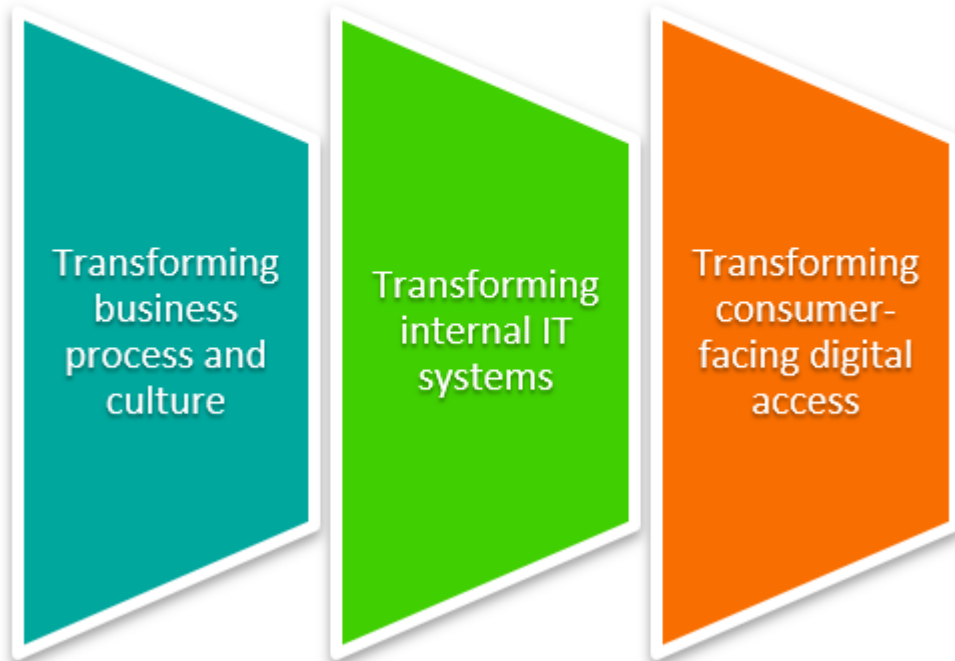 Transforming
business
process and
culture
Transforming
internal IT
systems
Transforming
consumer-
facing digital
access